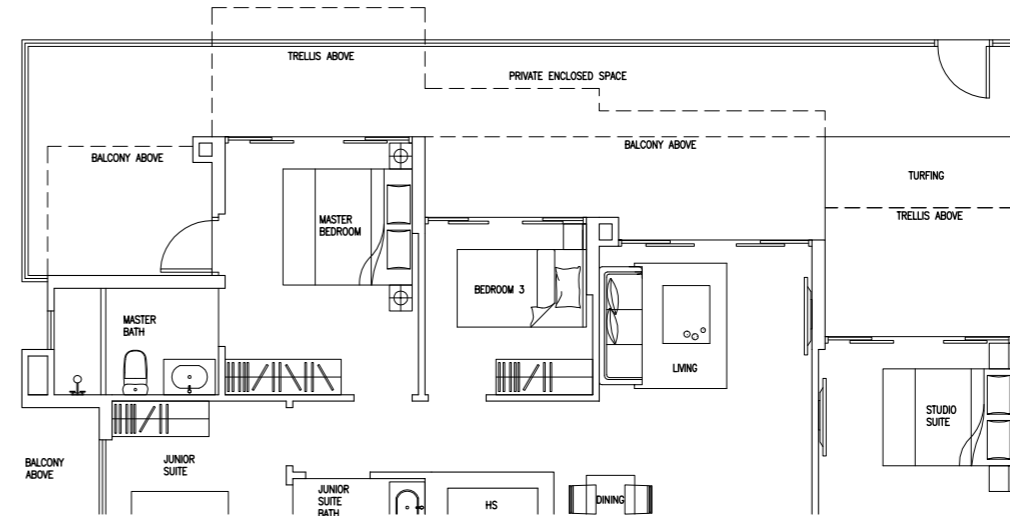 TRELLIS ABOVE
PRIVATE ENCLOSED SPACE
BALCONY ABOVE
BALCONY ABOVE
TURFING
TRELLIS ABOVE
MASTER
BEDROOM
BEDROOM 3
MASTER
BATH
LIVING
STUDIO
SUITE
BALCONY
ABOVE
JUNIOR
SUITE
JUNIOR
SUITE
BATH
HS
DINING